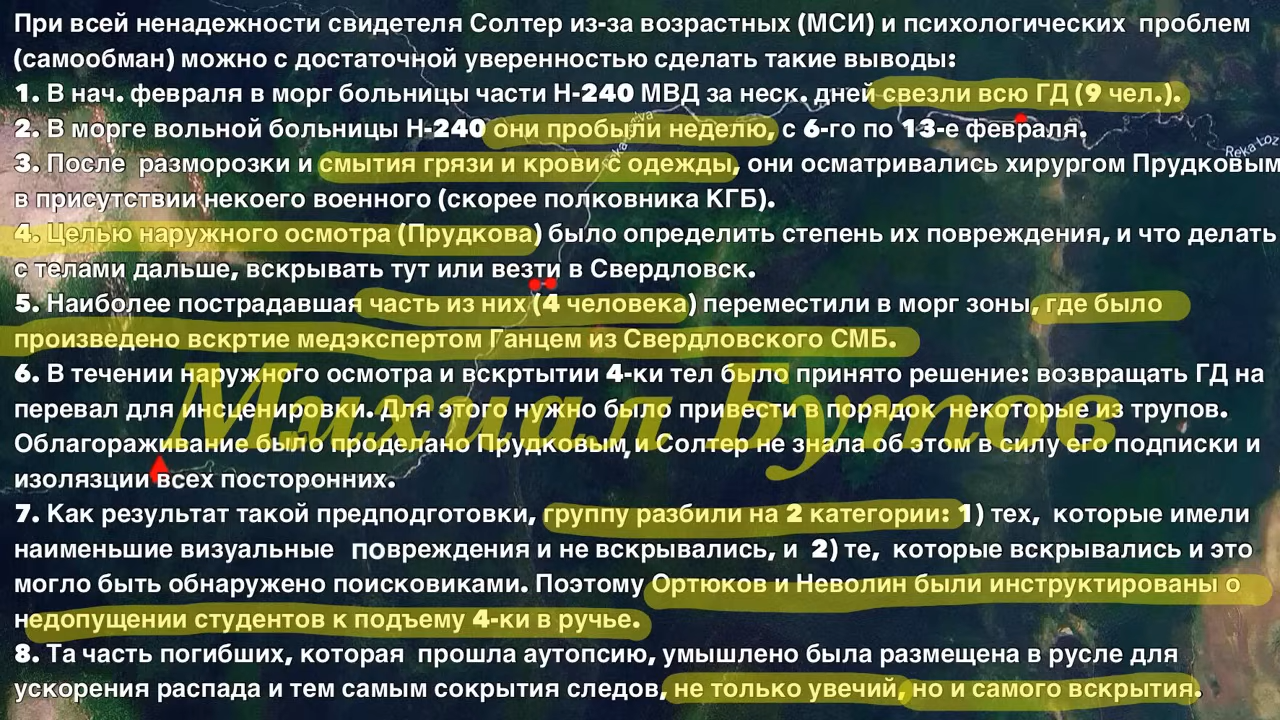 При всей ненадежности свидетеля Солтер из-за возрастных (МСИ) и психологических проблем
(самообман) можно с достаточной уверенностью сделать такие выводы:
1. В нач. февраля в морг больницы части Н-240 МВД за неск. дней свезли всю ГД (9 чел.).
2. В морге вольной больницы Н-240 они пробыли неделю, с 6-го по 13-е февраля.
3. После разморозки и смытия грязи и крови с одежды, они осматривались хирургом Прудковым
в присутствии некоего военного (скорее полковника КГБ).
4. Целью наружного осмотра (Прудкова) было определить степень их повреждения, и что делать
с телами дальше, вскрывать тут или везти в Свердловск.
5. Наиболее пострадавшая часть из них (4 человека) переместили в морг зоны, где было
произведено вскртие медэкспертом Ганцем из Свердловского СМБ.
6. В течении наружного осмотра и вскртытии 4-ки тел было принято решение: возвращать ГД на
перевал для инсценировки. Для этого нужно было привести в порядок некоторые из трупов.
Облагораживание было проделано Прудковым, и Солтер не знала об этом в силу его подписки и
изолязции всех посторонних.
7. Как результат такой предподготовки, группу разбили на 2 категории: 1) тех, которые имели
наименьшие визуальные повреждения и не вскрывались, и 2) те, которые вскрывались и это
могло быть обнаружено поисковиками. Поэтому Ортюков и Неволин были инструктированы о
недопущении студентов к подъему 4-ки в ручье.
8. Та часть погибших, которая прошла аутопсию, умышлено была размещена в русле для
ускорения распада и тем самым сокрытия следов, не только увечий, но и самого вскрытия.
Михаил Бутов
Reka Loz